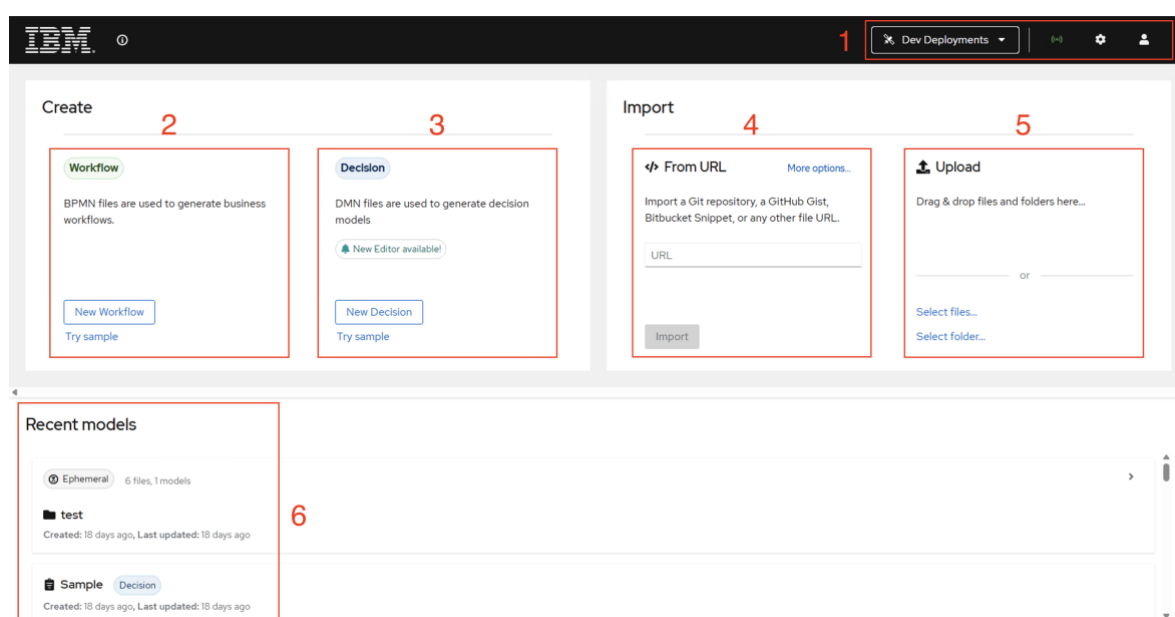 IBM.
1
Dev Deployments
Create
Import
2
3
4
5
Workflow
BPMN files are used to generate business
workflows.
New Workflow
Try sample
Decision
DMN files are used to generate decision
models
New Editor available!
New Decision
Try sample
From URL
More options...
Import a Git repository, a GitHub Gist,
Bitbucket Snippet, or any other file URL.
URL
Import
Upload
Drag & drop files and folders here...
or
Select files...
Select folder...
Recent models
Ephemeral 6 files, 1 models
test
Created: 18 days ago, Last updated: 18 days ago
6
Sample Decision
Created: 18 days ago, Last updated: 18 days ago